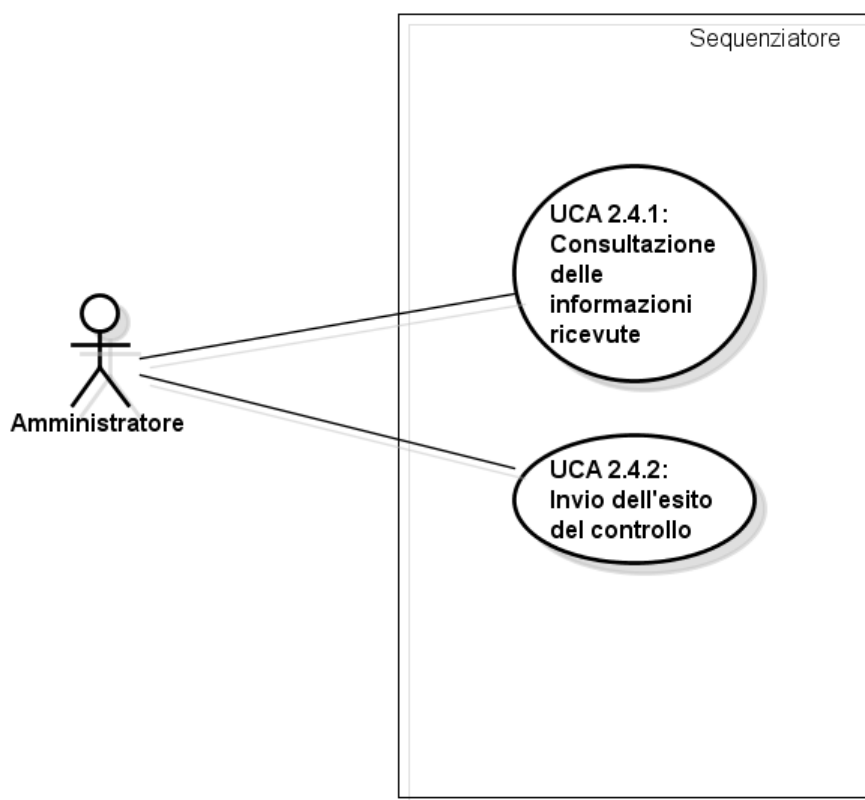 Sequenziatore
UCA 2.4.1:
Consultazione
delle
informazioni
ricevute
Amministratore
UCA 2.4.2:
Invio dell'esito
del controllo